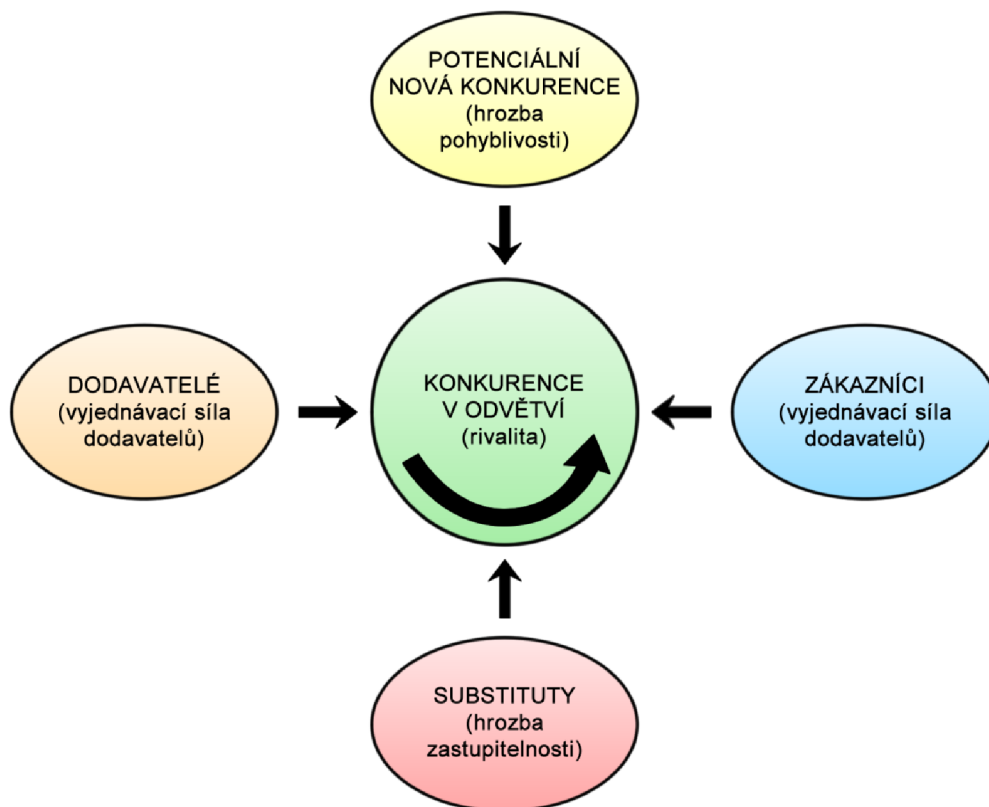 POTENCIÁLNÍ
NOVÁ KONKURENCE
(hrozba
pohyblivosti)
DODAVATELÉ
(vyjednávací síla
dodavatelů)
KONKURENCE
V ODVĚTVÍ
(rivalita)
ZÁKAZNÍCI
(vyjednávací síla
dodavatelů)
SUBSTITUTY
(hrozba
zastupitelnosti)